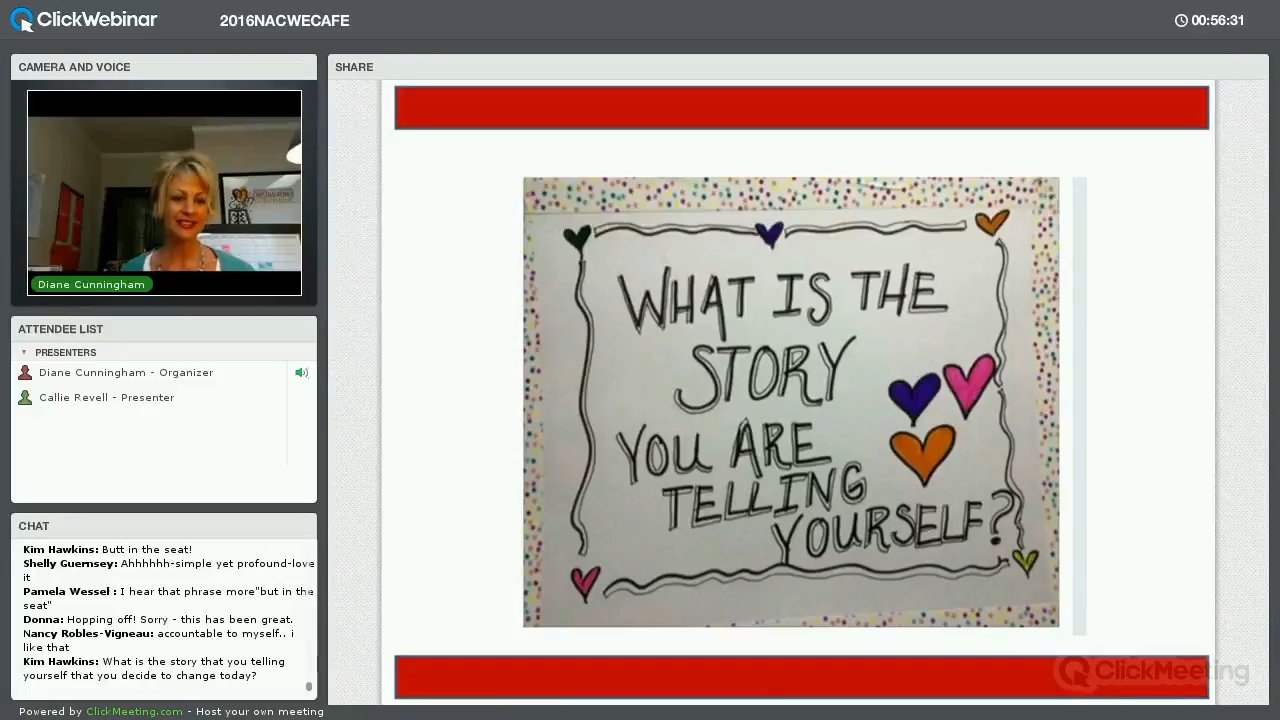 ClickWebinar
2016NACWECAFE
00:56:31
CAMERA AND VOICE
Diane Cunningham
ATTENDEE LIST
PRESENTERS
Diane Cunningham - Organizer
Callie Revell - Presenter
CHAT
Kim Hawkins: Butt in the seat!
Shelly Guernsey: Ahhhhhh-simple yet profound-love
it
Pamela Wessel : I hear that phrase more"but in the
seat"
Donna: Hopping off! Sorry - this has been great.
Nancy Robles-Vigneau: accountable to myself.. i
like that
Kim Hawkins: What is the story that you telling
yourself that you decide to change today?
Powered by ClickMeeting.com - Host your own meeting
SHARE
WHAT IS THE
STORY
YOU ARE
TELLING
YOURSELF?
ClickMeeting